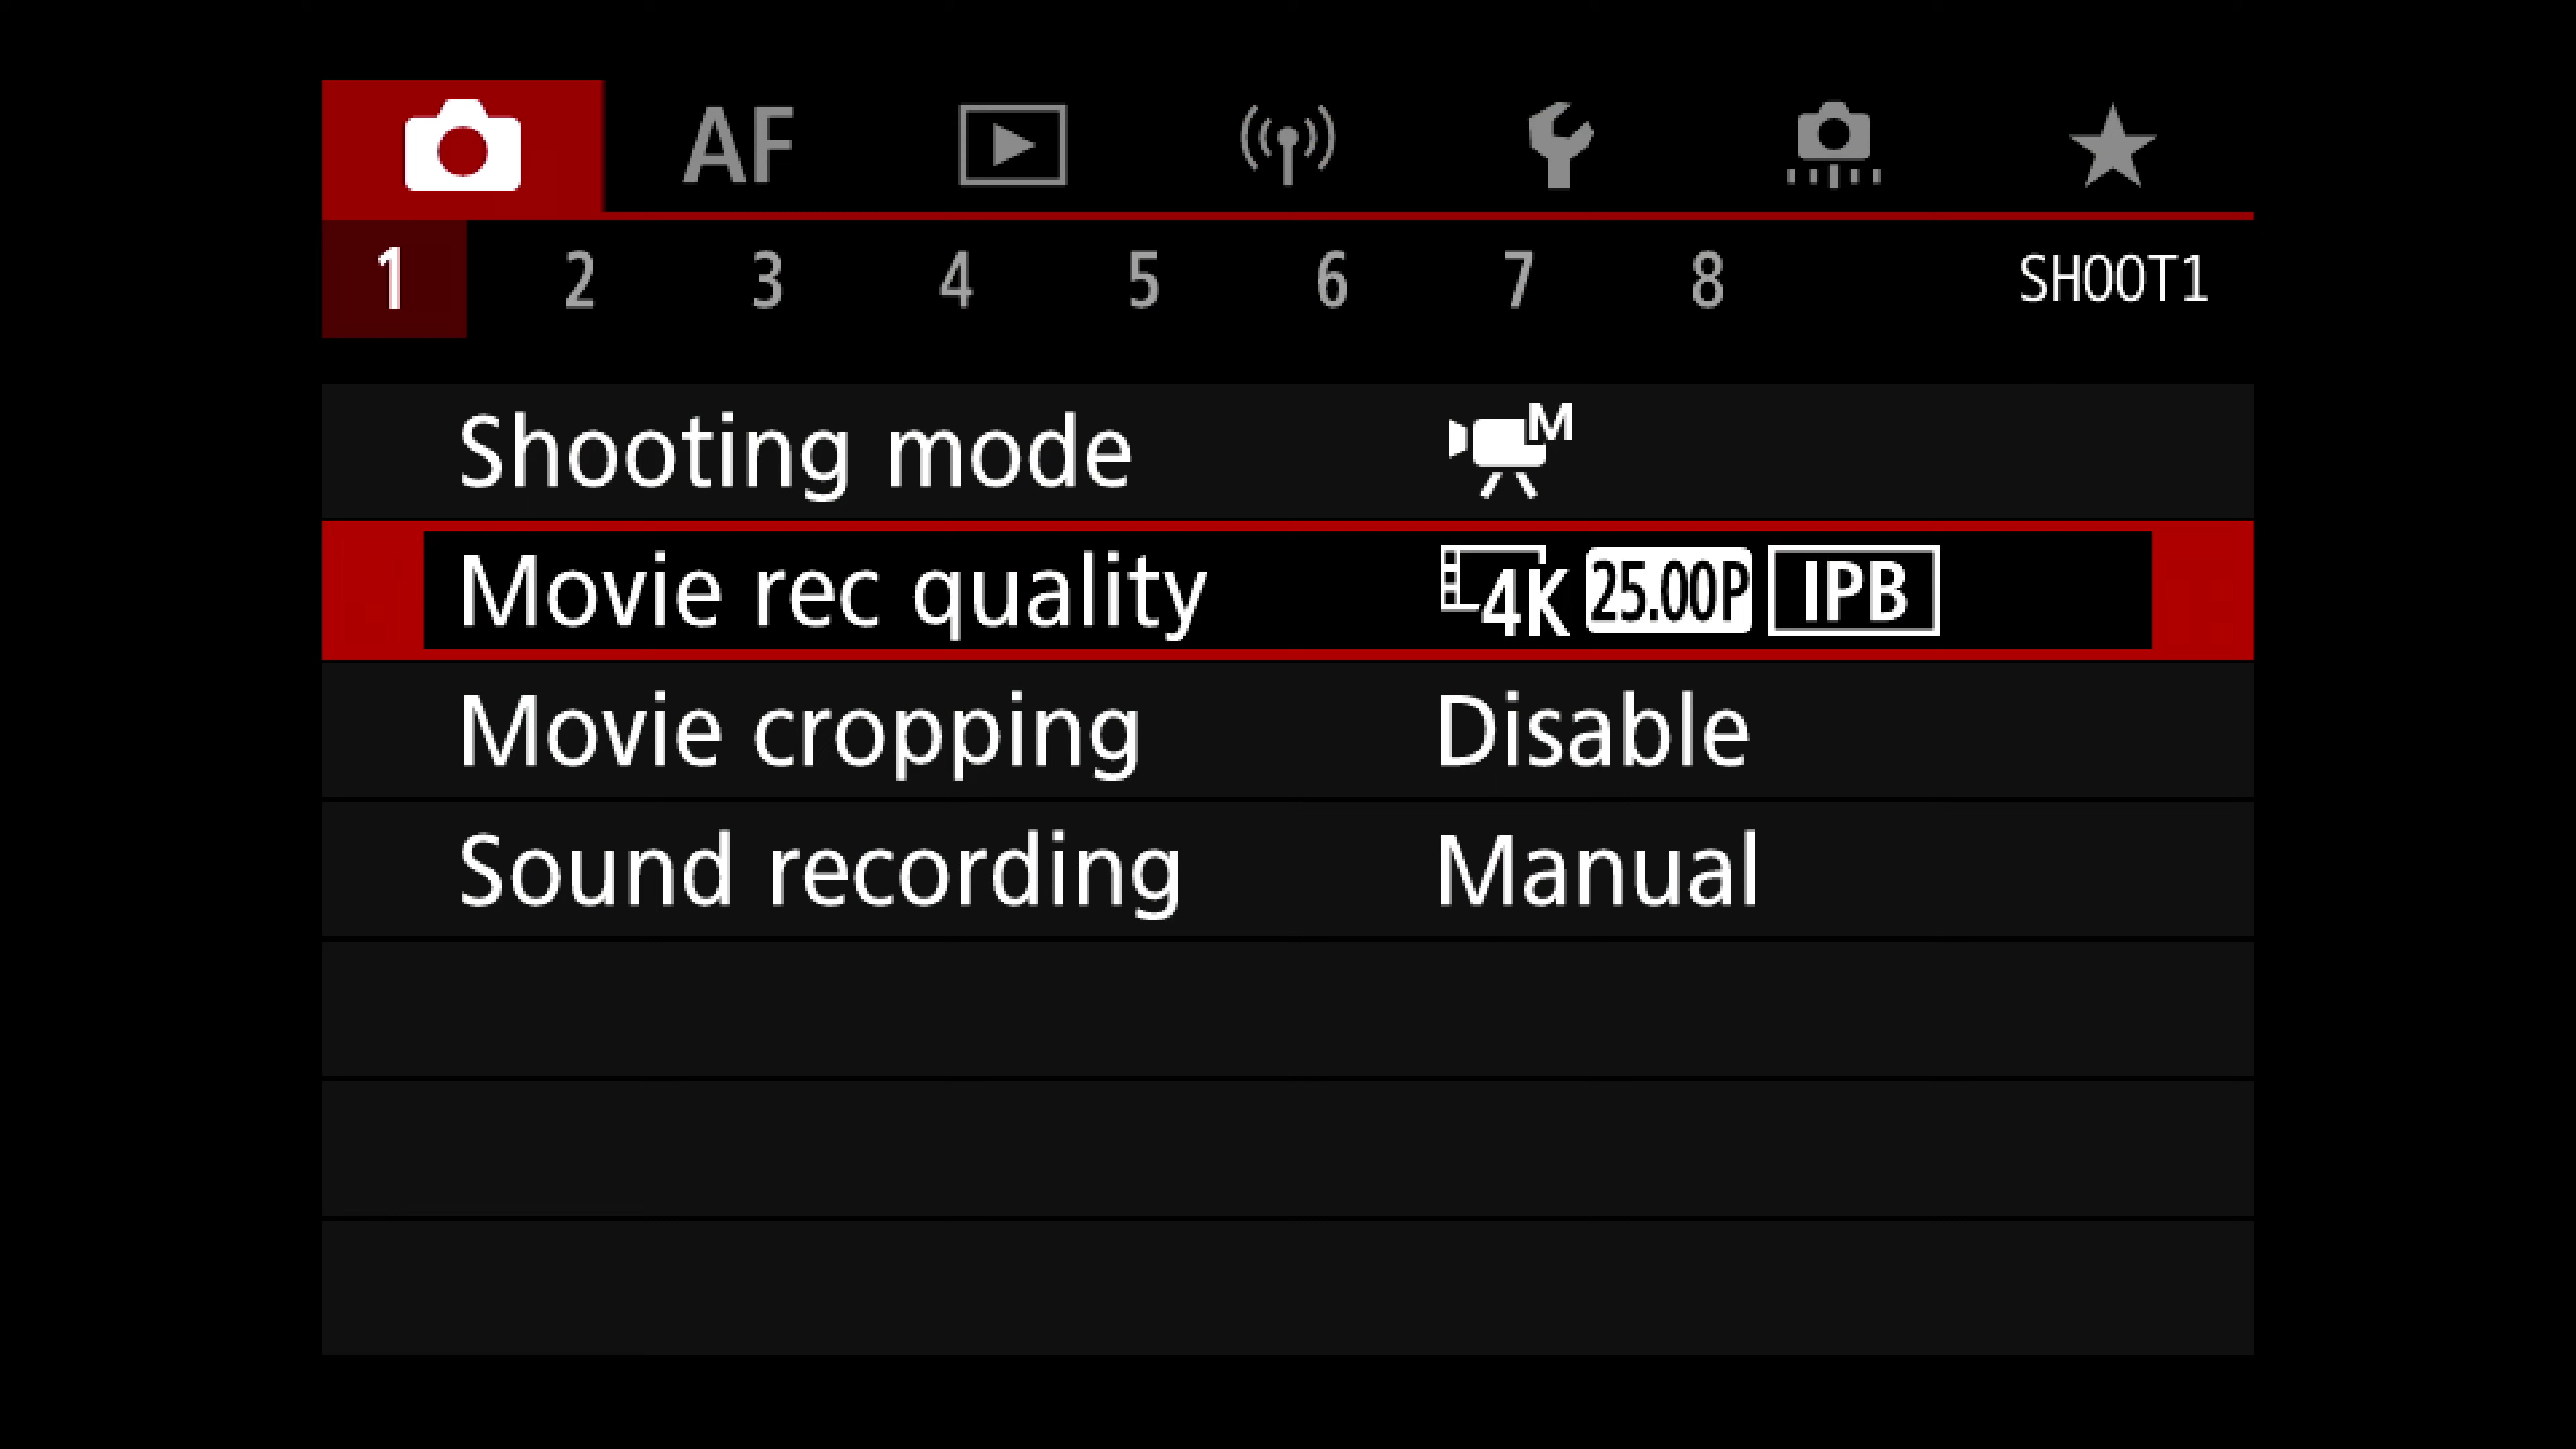 AF
1 2 3 4 5 6 7 8 SHOOT1
Shooting mode M
Movie rec quality 4K 25.00P IPB
Movie cropping Disable
Sound recording Manual